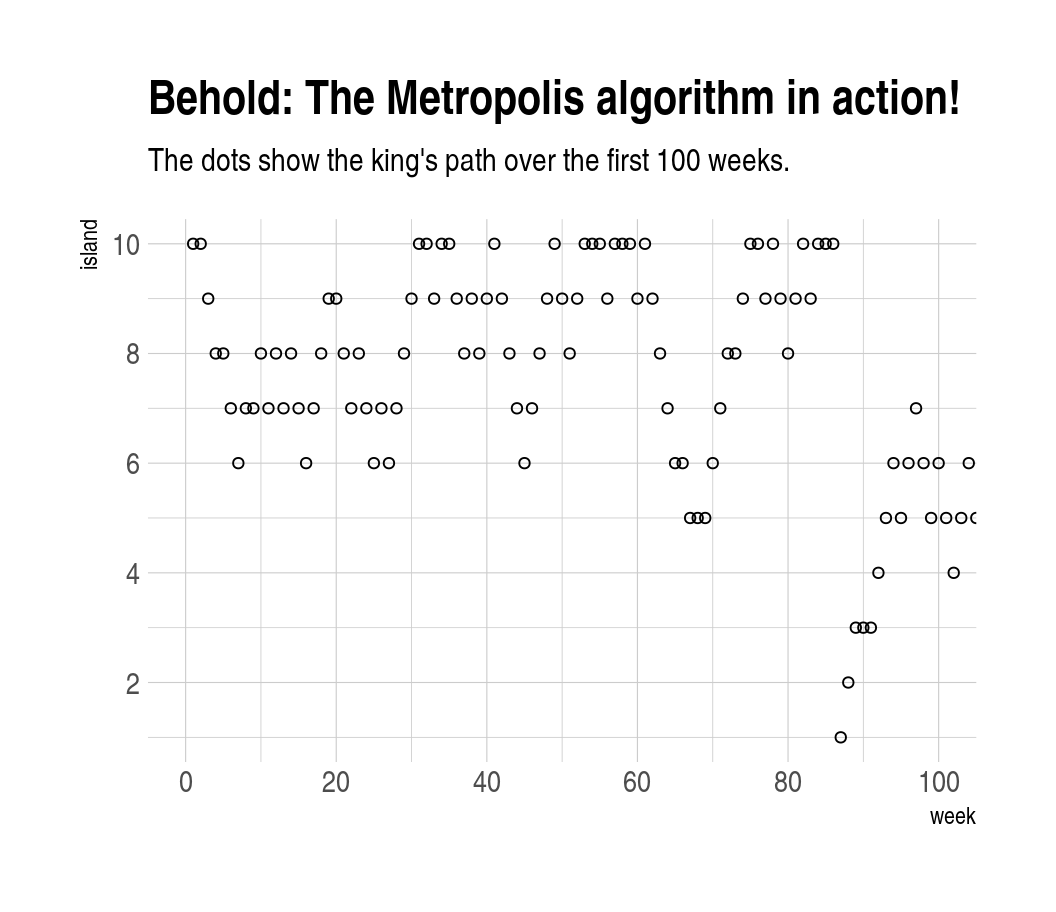 Behold: The Metropolis algorithm in action!
The dots show the king's path over the first 100 weeks.
island
10
8
6
4
2
0 20 40 60 80 100
week